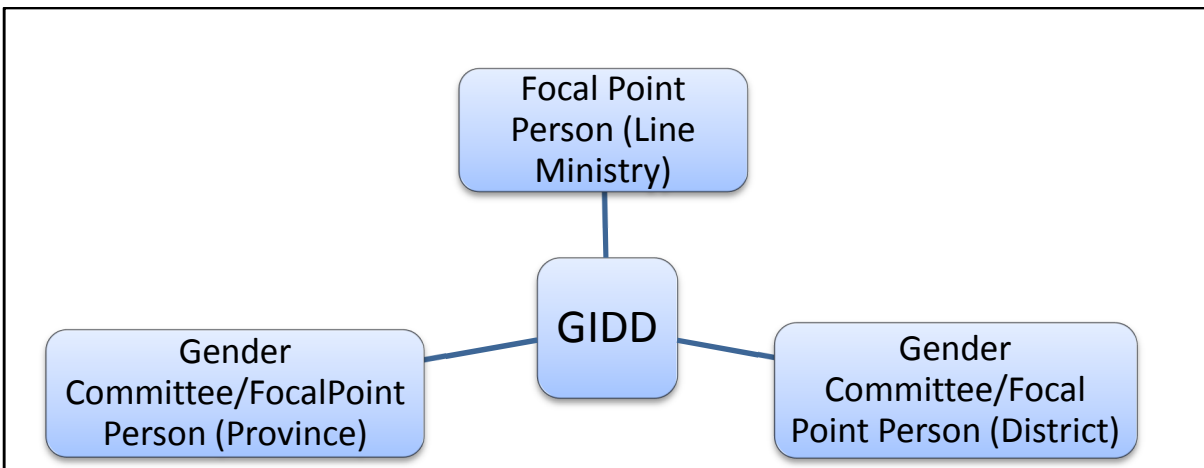 Focal Point
Person (Line
Ministry)
GIDD
Gender
Committee/FocalPoint
Person (Province)
Gender
Committee/Focal
Point Person (District)